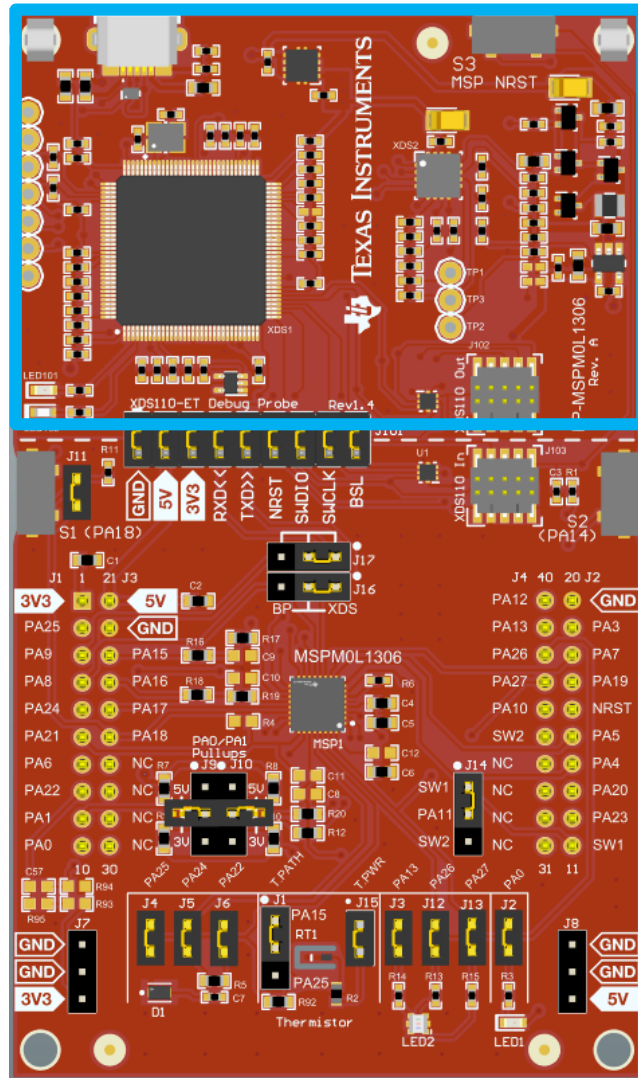 S3
MSP NRST
TEXAS INSTRUMENTS
XDS2
TP1
TP3
TP2
XDS1
J102
XDS110 Out
P-MSPM0L1306
Rev. A
LED101
XDS110-ET Debug Probe Rev1.4
J101
R11
J11
GND
5V
3V3
RXD<<
TXD>>
NRST
SWDIO
SWCLK
BSL
U1
J103
XDS110 In
C3 R1
S1 (PA18)
S2
(PA14)
C1
J17
J16
BP XDS
J1 1 21 J3
3V3 5V
C2
PA25 GND
PA9 PA15
PA8 PA16
PA24 PA17
PA21 PA18
PA6 NC
PA22 NC
PA1 NC
PA0 NC
10 30
J4 40 20 J2
PA12 GND
PA13 PA3
PA26 PA7
PA27 PA19
PA10 NRST
SW2 PA5
NC PA4
NC PA20
NC PA23
NC SW1
31 11
R17
R16
C9
C10
R18
R19
R4
MSPM0L1306
MSP1
R6
C4
C5
C12
C6
PA0/PA1
Pullups
J9 J10
R7 R8
5V 5V
3V 3V
C11
C8
R20
R12
J14
SW1
PA11
SW2
C57
R94
R95
R93
PA25
PA24
PA22
T.PATH
T.PWR
PA13
PA26
PA27
PA0
J7
GND
GND
3V3
J4
J5
J6
J1
PA15
RT1
PA25
J15
J3
J12
J13
J2
J8
GND
GND
5V
D1
R5
C7
R92
R2
Thermistor
R14
R13
R15
R3
LED2
LED1